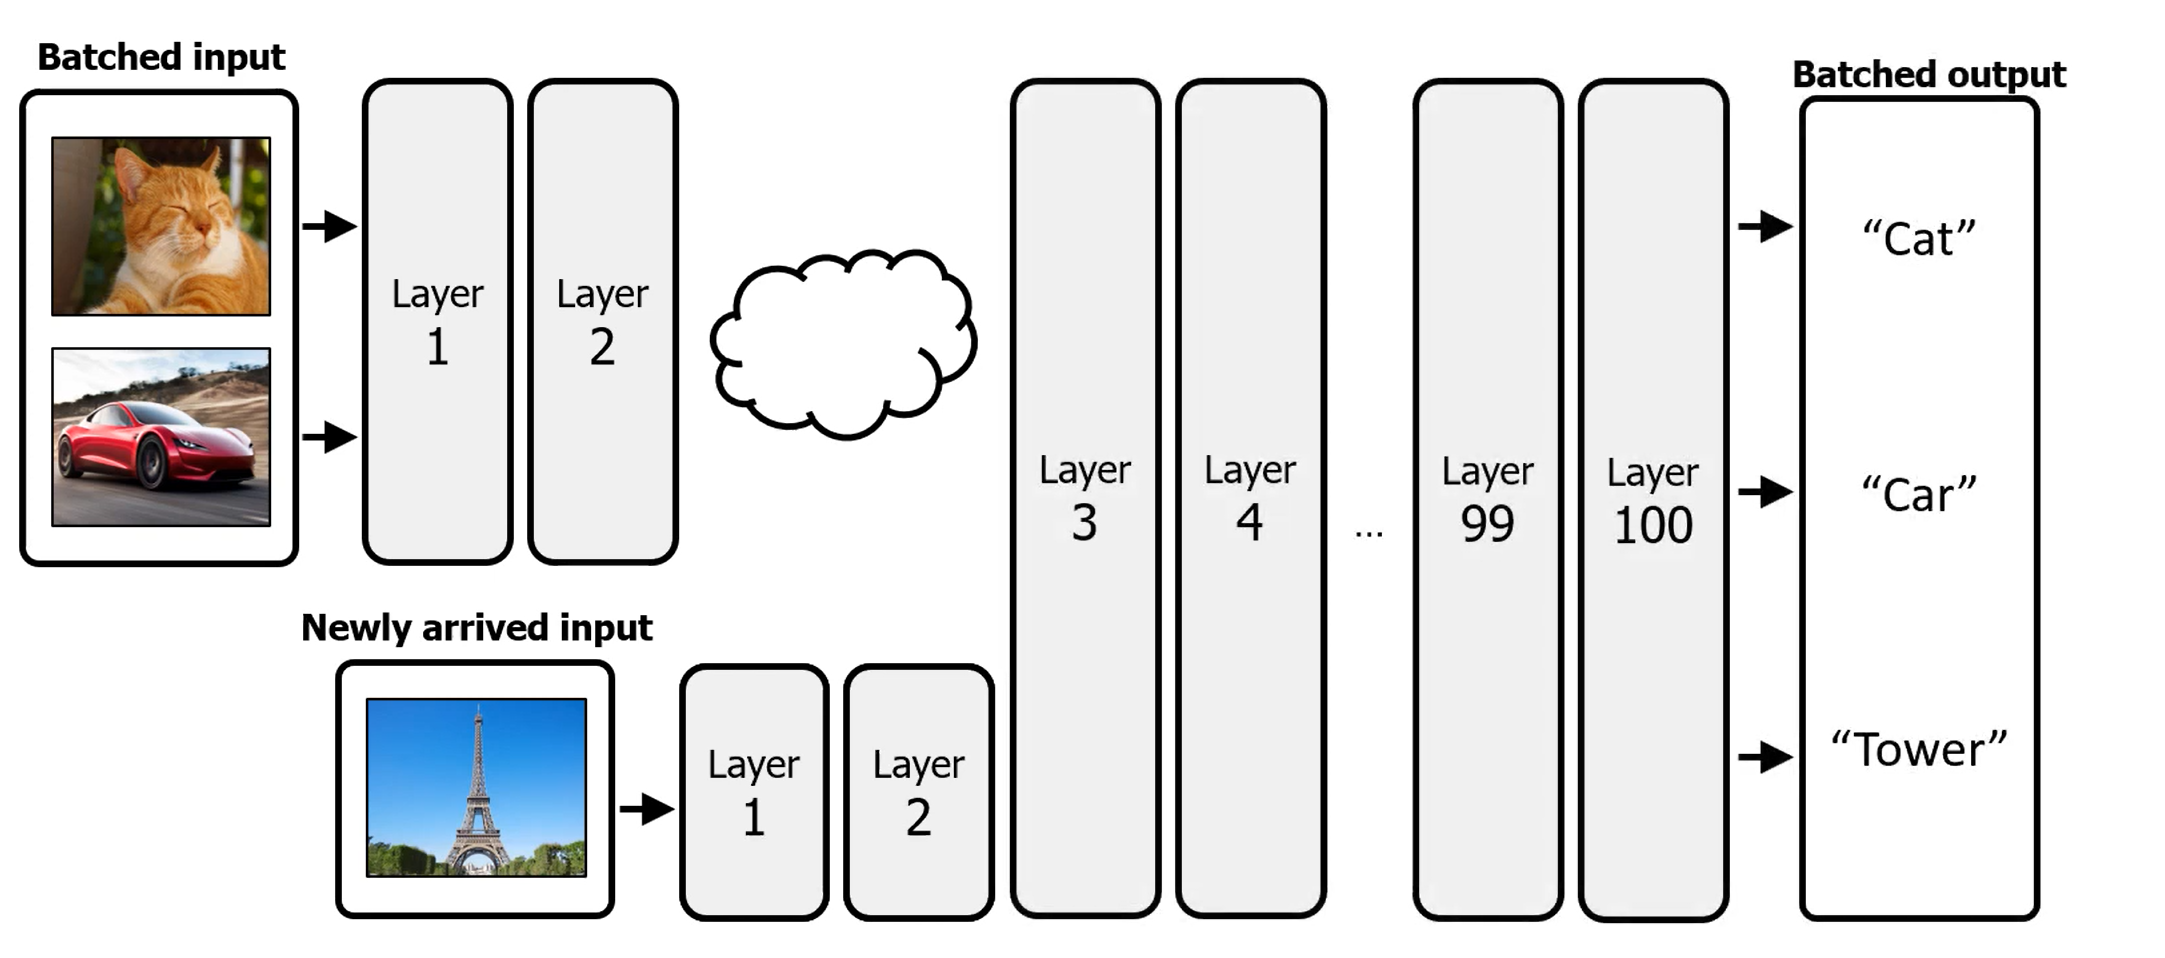 Batched input
Layer
1
Layer
2
Newly arrived input
Layer
1
Layer
2
Layer
3
Layer
4
...
Layer
99
Layer
100
Batched output
“Cat”
“Car”
“Tower”